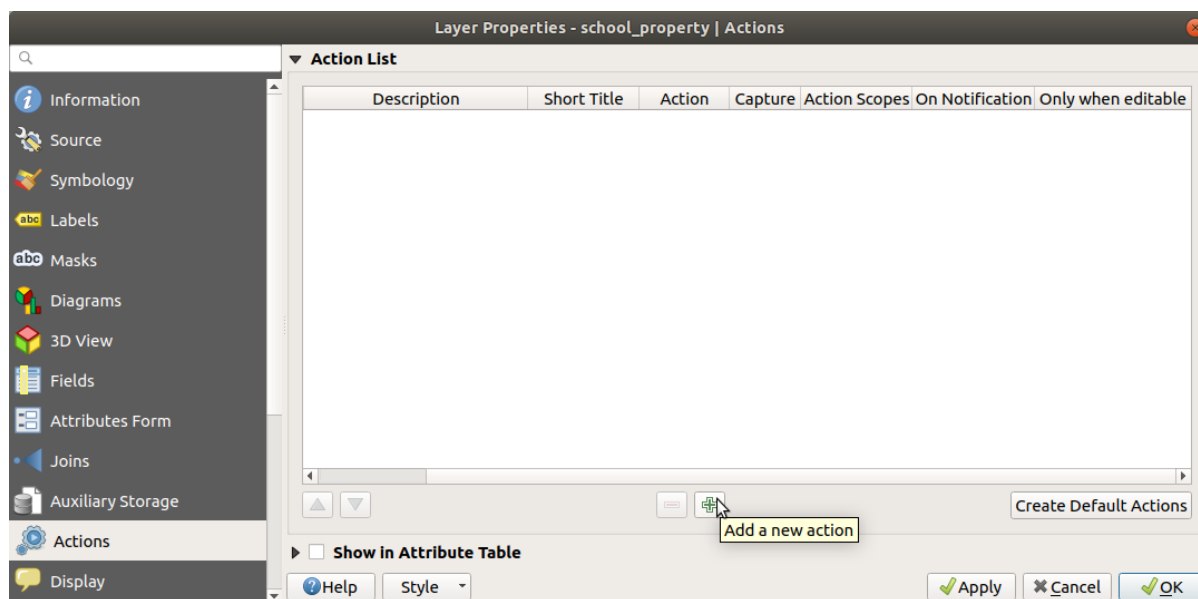 Layer Properties - school_property | Actions
Information
Source
Symbology
abc Labels
abc Masks
Diagrams
3D View
Fields
Attributes Form
Joins
Auxiliary Storage
Actions
Display
Action List
Description Short Title Action Capture Action Scopes On Notification Only when editable
Create Default Actions
Add a new action
Show in Attribute Table
Help Style Apply Cancel OK